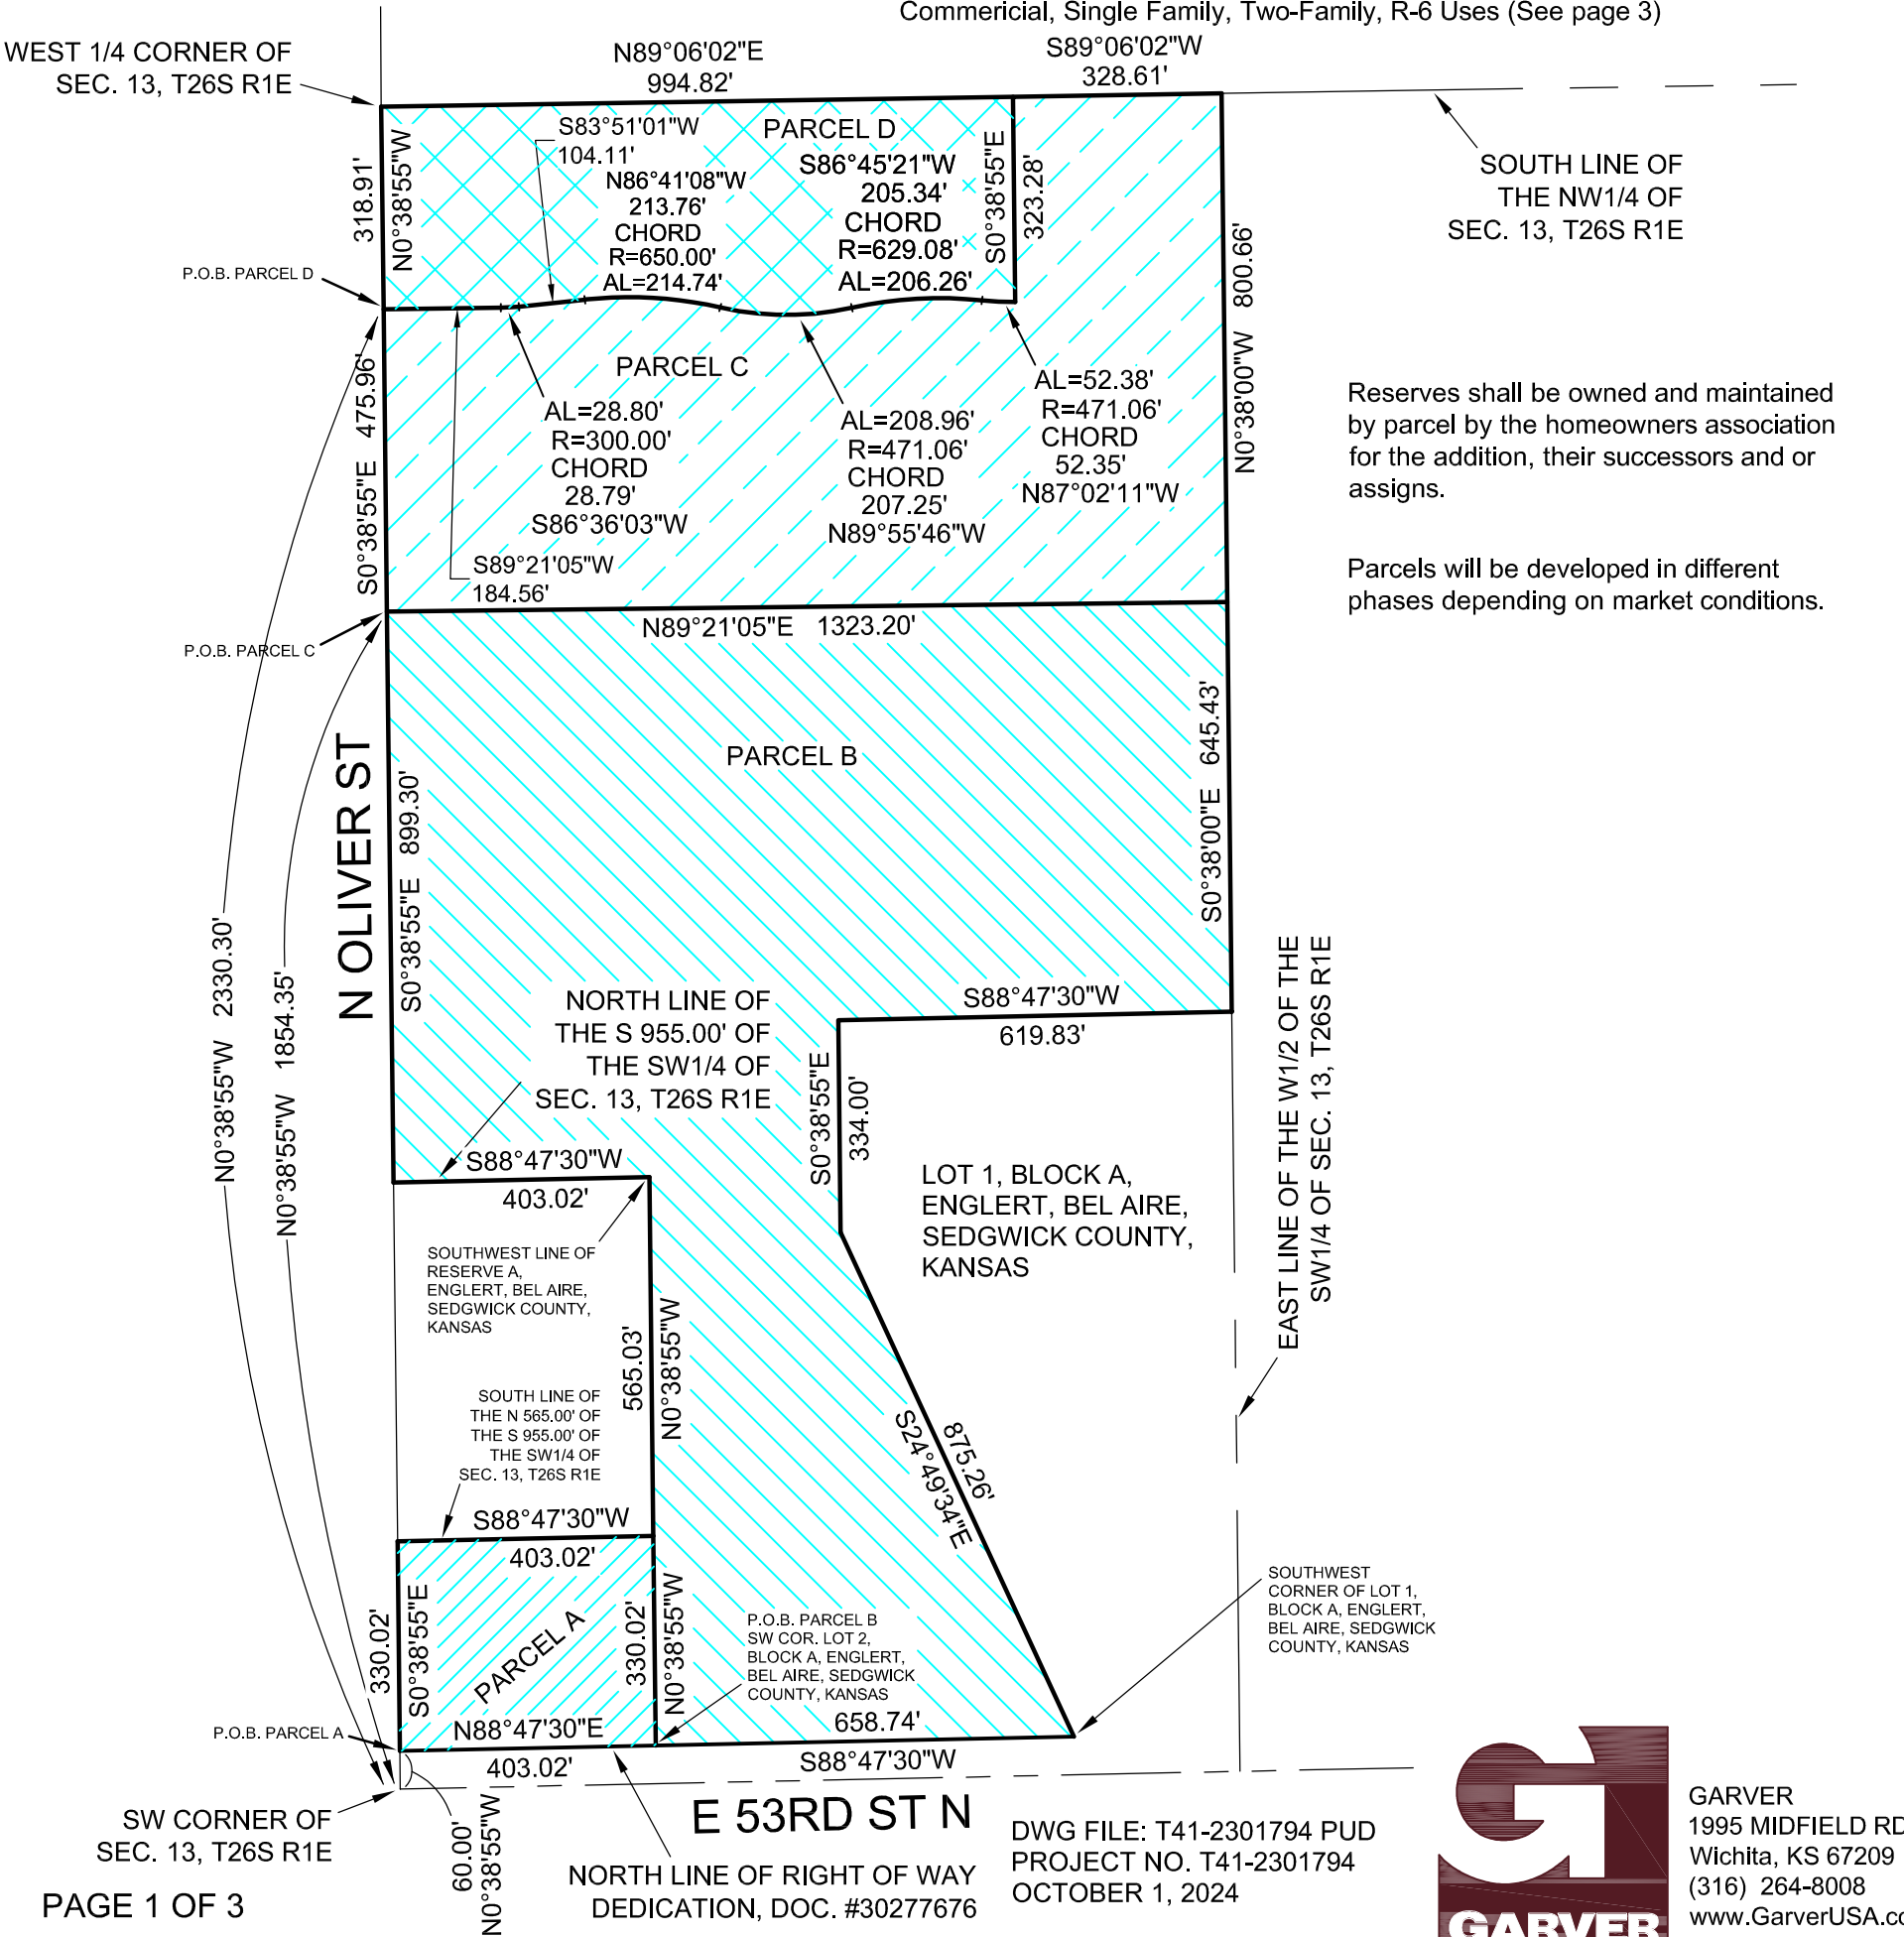 Commericial, Single Family, Two-Family, R-6 Uses (See page 3)
WEST 1/4 CORNER OF
SEC. 13, T26S R1E
N89°06'02"E
994.82'
S89°06'02"W
328.61'
SOUTH LINE OF
THE NW1/4 OF
SEC. 13, T26S R1E
318.91'
N0°38'55"W
S83°51'01"W
104.11'
PARCEL D
N86°41'08"W
213.76'
CHORD
R=650.00'
AL=214.74'
S86°45'21"W
205.34'
CHORD
R=629.08'
AL=206.26'
S0°38'55"E
323.28'
N0°38'00"W 800.66'
P.O.B. PARCEL D
PARCEL C
S0°38'55"E 475.96'
AL=28.80'
R=300.00'
CHORD
28.79'
S86°36'03"W
AL=208.96'
R=471.06'
CHORD
207.25'
N89°55'46"W
AL=52.38'
R=471.06'
CHORD
52.35'
N87°02'11"W
S89°21'05"W
184.56'
Reserves shall be owned and maintained
by parcel by the homeowners association
for the addition, their successors and or
assigns.
Parcels will be developed in different
phases depending on market conditions.
P.O.B. PARCEL C
N89°21'05"E 1323.20'
PARCEL B
S0°38'00"E 645.43'
N OLIVER ST
S0°38'55"E 899.30'
N0°38'55"W 2330.30'
N0°38'55"W 1854.35'
NORTH LINE OF
THE S 955.00' OF
THE SW1/4 OF
SEC. 13, T26S R1E
S88°47'30"W
619.83'
S0°38'55"E
334.00'
EAST LINE OF THE W1/2 OF THE
SW1/4 OF SEC. 13, T26S R1E
S88°47'30"W
403.02'
LOT 1, BLOCK A,
ENGLERT, BEL AIRE,
SEDGWICK COUNTY,
KANSAS
SOUTHWEST LINE OF
RESERVE A,
ENGLERT, BEL AIRE,
SEDGWICK COUNTY,
KANSAS
565.03'
N0°38'55"W
SOUTH LINE OF
THE N 565.00' OF
THE S 955.00' OF
THE SW1/4 OF
SEC. 13, T26S R1E
875.26'
S24°49'34"E
S88°47'30"W
403.02'
330.02'
S0°38'55"E
PARCEL A
330.02'
N0°38'55"W
P.O.B. PARCEL B
SW COR. LOT 2,
BLOCK A, ENGLERT,
BEL AIRE, SEDGWICK
COUNTY, KANSAS
SOUTHWEST
CORNER OF LOT 1,
BLOCK A, ENGLERT,
BEL AIRE, SEDGWICK
COUNTY, KANSAS
P.O.B. PARCEL A
N88°47'30"E
403.02'
658.74'
S88°47'30"W
SW CORNER OF
SEC. 13, T26S R1E
60.00'
N0°38'55"W
E 53RD ST N
NORTH LINE OF RIGHT OF WAY
DEDICATION, DOC. #30277676
DWG FILE: T41-2301794 PUD
PROJECT NO. T41-2301794
OCTOBER 1, 2024
PAGE 1 OF 3
GARVER
GARVER
1995 MIDFIELD RD
Wichita, KS 67209
(316) 264-8008
www.GarverUSA.co